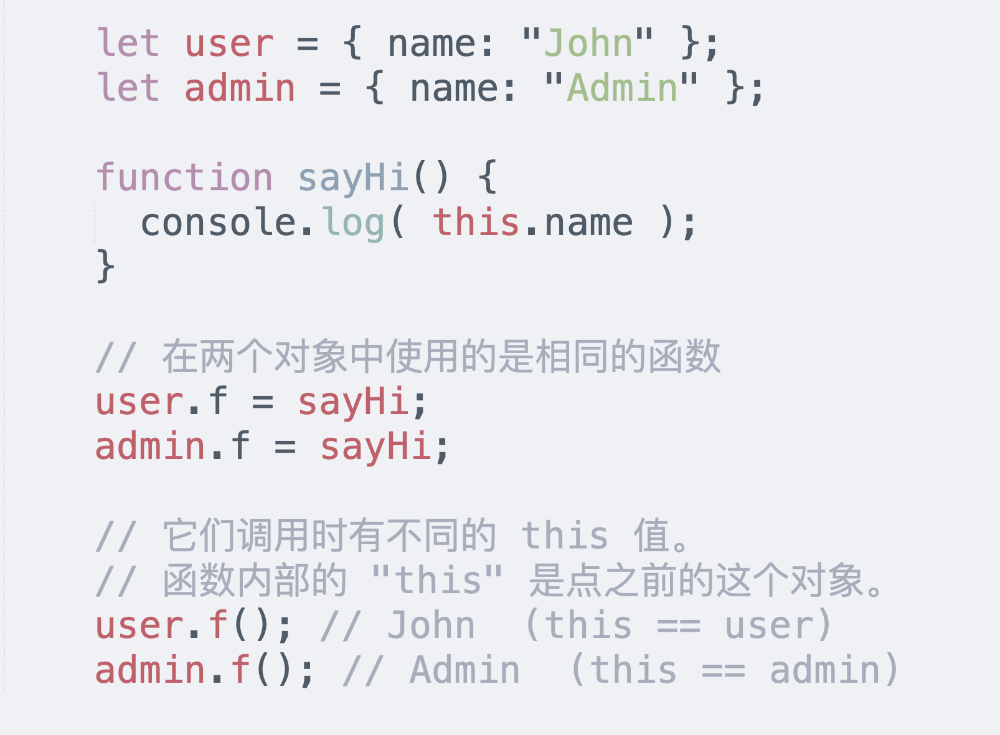 let user = { name: "John" };
let admin = { name: "Admin" };
function sayHi() {
  console.log( this.name );
}
// 在两个对象中使用的是相同的函数
user.f = sayHi;
admin.f = sayHi;
// 它们调用时有不同的 this 值。
// 函数内部的 "this" 是点之前的这个对象。
user.f(); // John  (this == user)
admin.f(); // Admin  (this == admin)